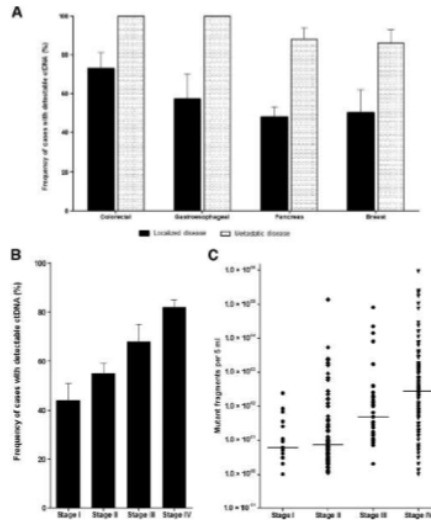 A
Frequency of cases with detectable ctDNA (%)
100
80
60
40
20
0
Colorectal Gastroesophageal Pancreas Breast
Localized disease Metastatic disease
B
Frequency of cases with detectable ctDNA (%)
100
80
60
40
20
0
Stage I Stage II Stage III Stage IV
C
Mutant fragments per 5 ml
Stage I Stage II Stage III Stage IV